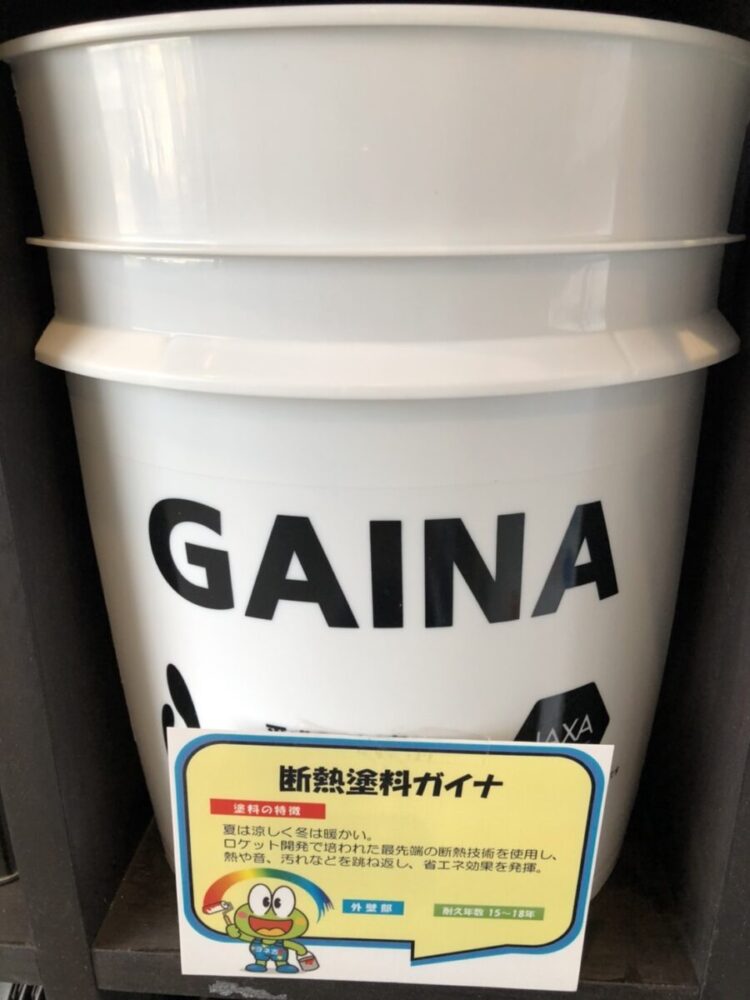 GAINA
JAXA
断熱塗料ガイナ
塗料の特徴
夏は涼しく冬は暖かい。
ロケット開発で培われた最先端の断熱技術を使用し、
熱や音、汚れなどを跳ね返し、省エネ効果を発揮。
外壁部
耐久年数 15～18年